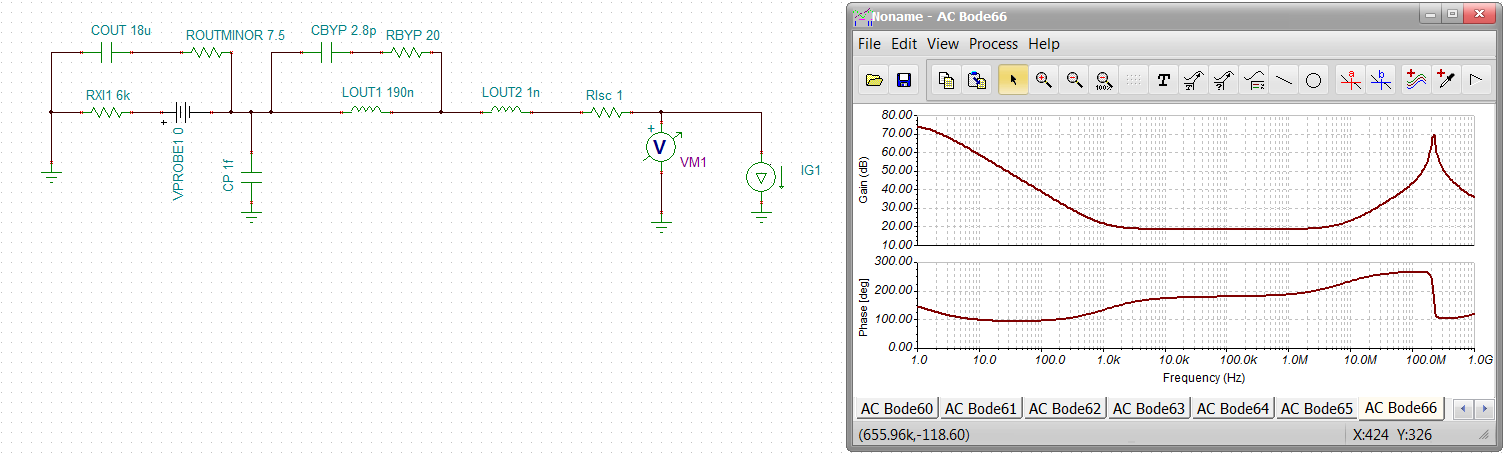 COUT 18u
ROUTMINOR 7.5
CBYP 2.8p
RBYP 20
RXI1 6k
LOUT1 190n
LOUT2 1n
RIsc 1
+
VPROBE1 0
CP 1f
+
V
VM1
IG1
Noname - AC Bode66
File Edit View Process Help
100% T a b
80.00
70.00
60.00
50.00
40.00
30.00
20.00
10.00
Gain (dB)
300.00
200.00
100.00
0.00
Phase [deg]
1.0 10.0 100.0 1.0k 10.0k 100.0k 1.0M 10.0M 100.0M 1.0G
Frequency (Hz)
AC Bode60 AC Bode61 AC Bode62 AC Bode63 AC Bode64 AC Bode65 AC Bode66
(655.96k,-118.60) X:424 Y:326